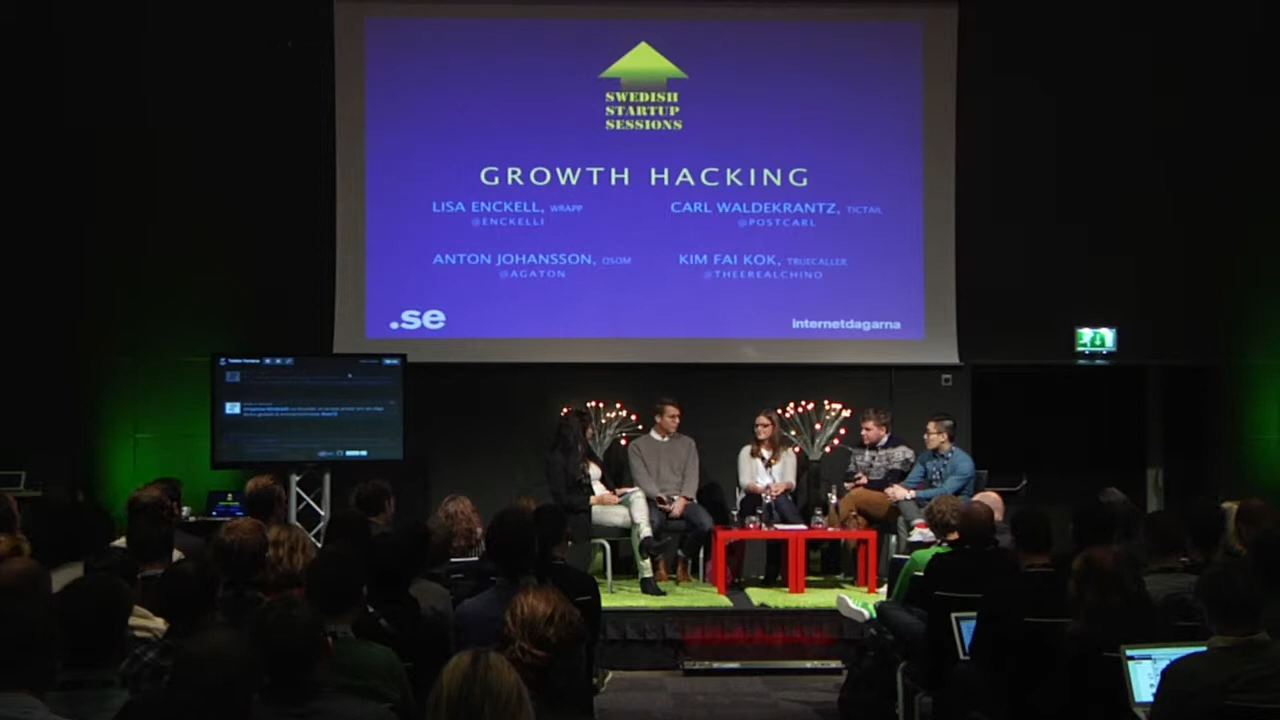 SWEDISH
STARTUP
SESSIONS
GROWTH HACKING
LISA ENCKELL, WRAPP
@ENCKELLI
CARL WALDEKRANTZ, TICTAIL
@POSTCARL
ANTON JOHANSSON, OSOM
@AGATON
KIM FAI KOK, TRUECALLER
@THEEREALCHINO
.se
internetdagarna